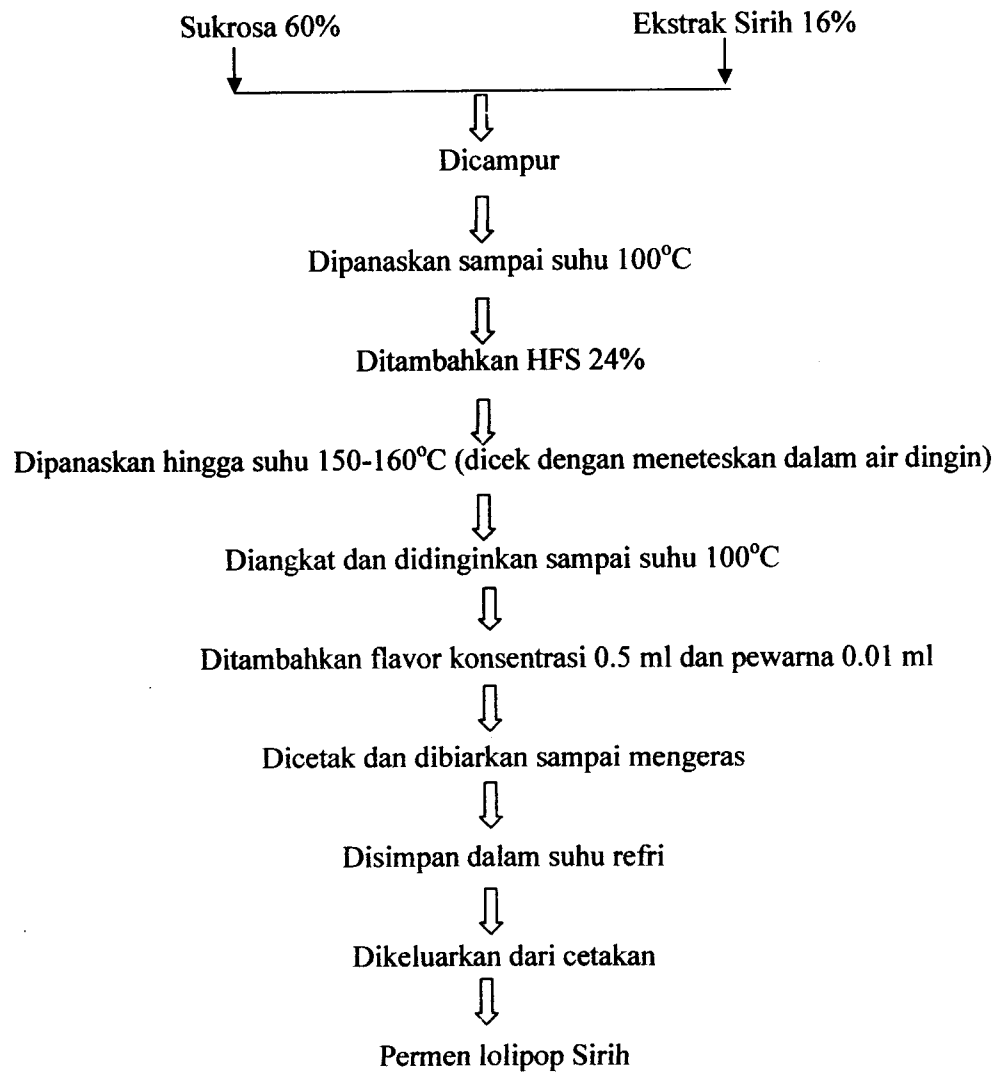 Sukrosa 60%
Ekstrak Sirih 16%
Dicampur
Dipanaskan sampai suhu 100°C
Ditambahkan HFS 24%
Dipanaskan hingga suhu 150-160°C (dicek dengan meneteskan dalam air dingin)
Diangkat dan didinginkan sampai suhu 100°C
Ditambahkan flavor konsentrasi 0.5 ml dan pewarna 0.01 ml
Dicetak dan dibiarkan sampai mengeras
Disimpan dalam suhu refri
Dikeluarkan dari cetakan
Permen lolipop Sirih